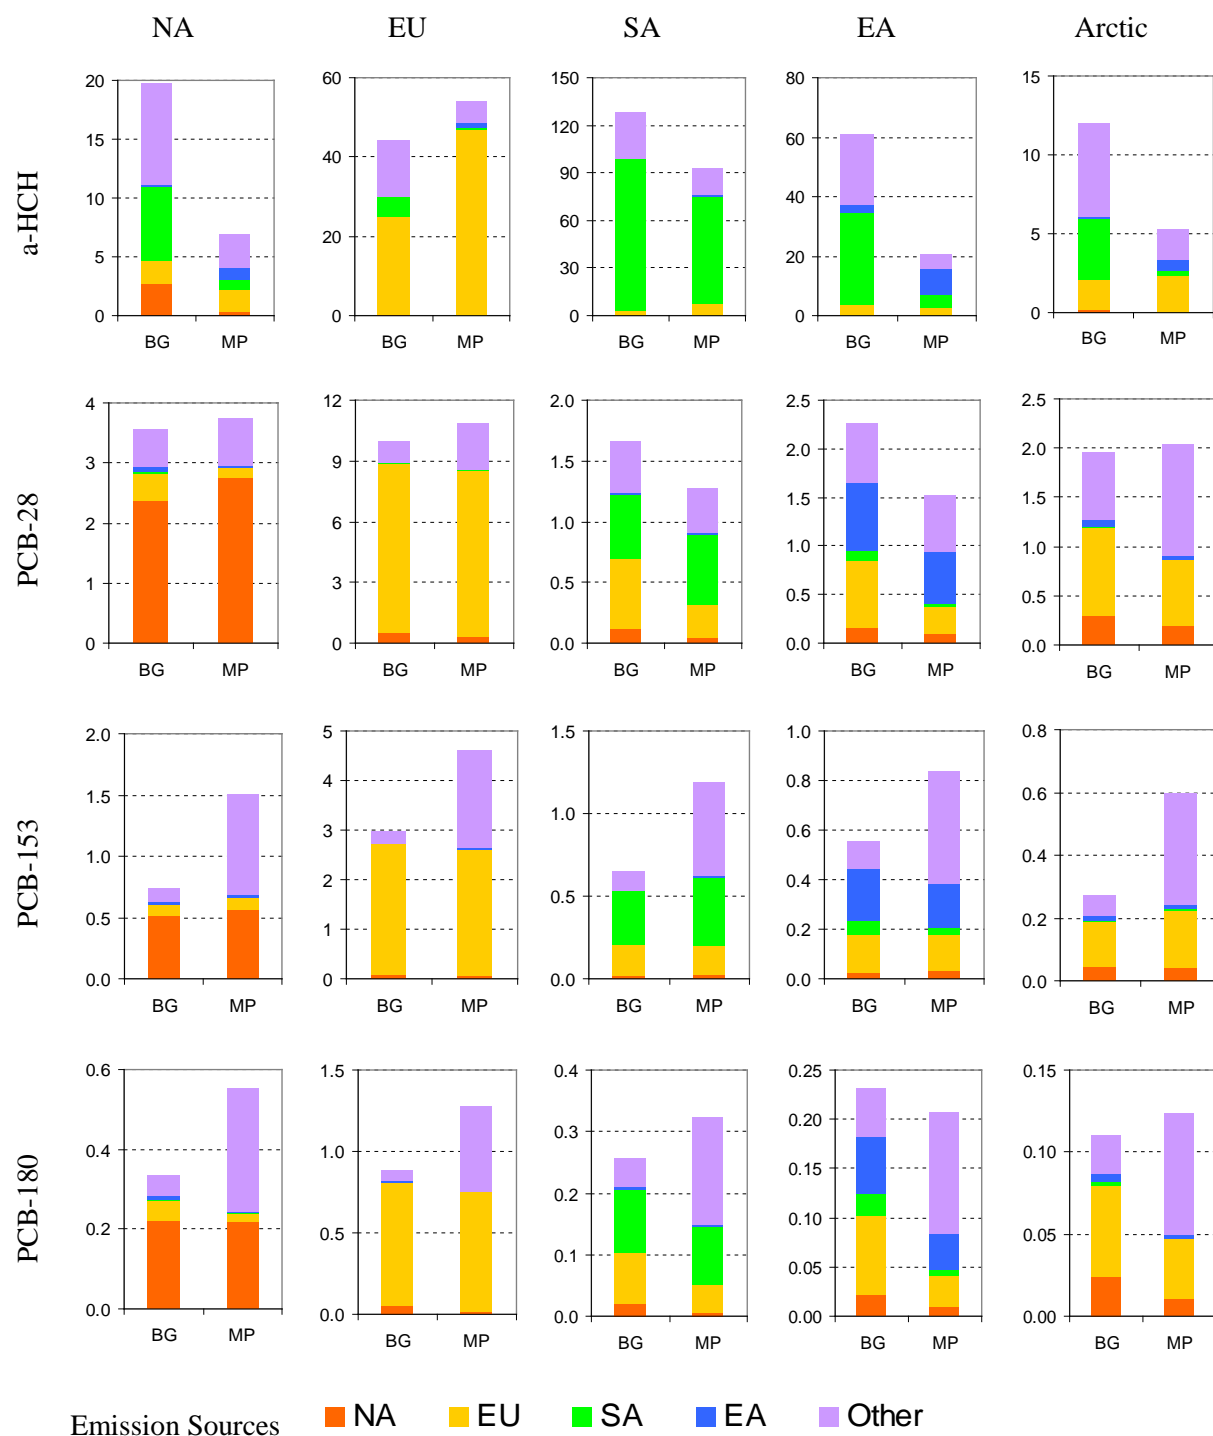 NA EU SA EA Arctic
a-HCH
20 15 10 5 0 BG MP
60 40 20 0 BG MP
150 120 90 60 30 0 BG MP
80 60 40 20 0 BG MP
15 10 5 0 BG MP
PCB-28
4 3 2 1 0 BG MP
12 9 6 3 0 BG MP
2.0 1.5 1.0 0.5 0.0 BG MP
2.5 2.0 1.5 1.0 0.5 0.0 BG MP
2.5 2.0 1.5 1.0 0.5 0.0 BG MP
PCB-153
2.0 1.5 1.0 0.5 0.0 BG MP
5 4 3 2 1 0 BG MP
1.5 1.0 0.5 0.0 BG MP
1.0 0.8 0.6 0.4 0.2 0.0 BG MP
0.8 0.6 0.4 0.2 0.0 BG MP
PCB-180
0.6 0.4 0.2 0.0 BG MP
1.5 1.0 0.5 0.0 BG MP
0.4 0.3 0.2 0.1 0.0 BG MP
0.25 0.20 0.15 0.10 0.05 0.00 BG MP
0.15 0.10 0.05 0.00 BG MP
Emission Sources NA EU SA EA Other